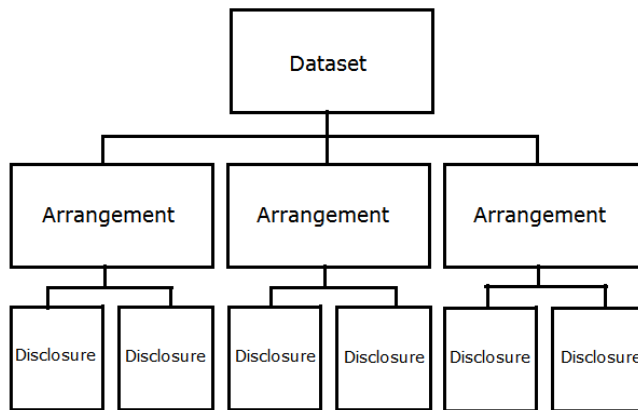 Dataset
Arrangement
Arrangement
Arrangement
Disclosure
Disclosure
Disclosure
Disclosure
Disclosure
Disclosure